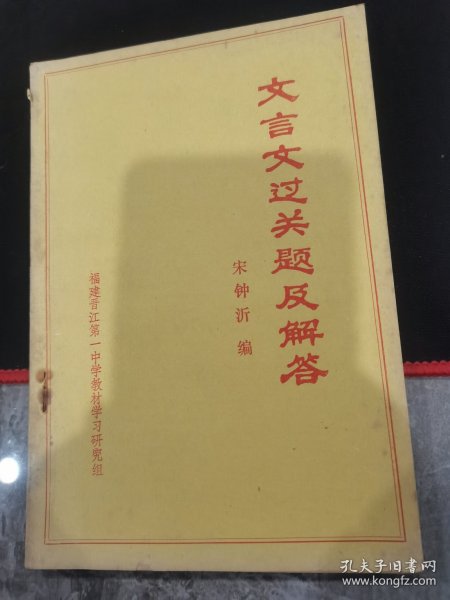 文言文过关题及解答
宋钟沂 编
福建晋江第一中学教材学习研究组
孔夫子旧书网
www.kongfz.com